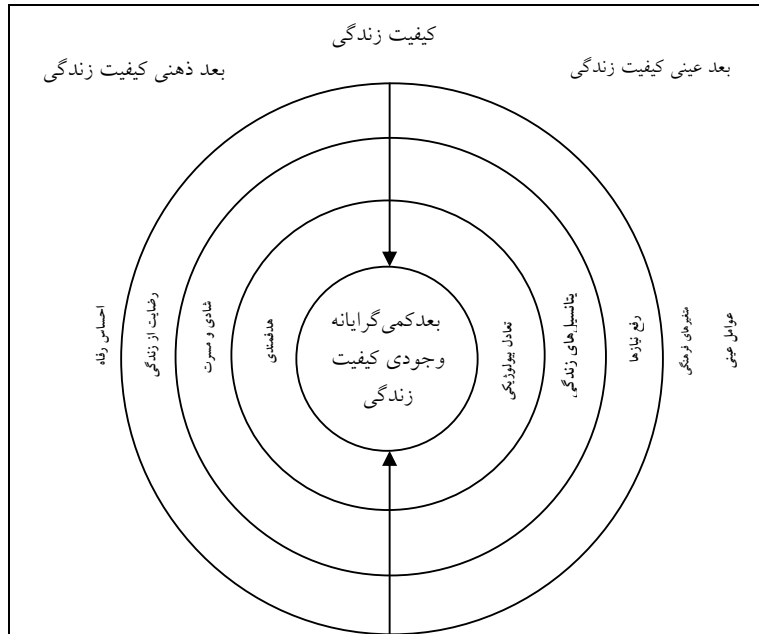 کیفیت زندگی
بعد عینی کیفیت زندگی
بعد ذهنی کیفیت زندگی
عوامل عینی
متغیرهای فرهنگی
رفع نیازها
پتانسیل‌های زندگی
تعادل بیولوژیکی
بعدکمی‌گرایانه
وجودی کیفیت
زندگی
هدفمندی
شادی و مسرت
رضایت از زندگی
احساس رفاه